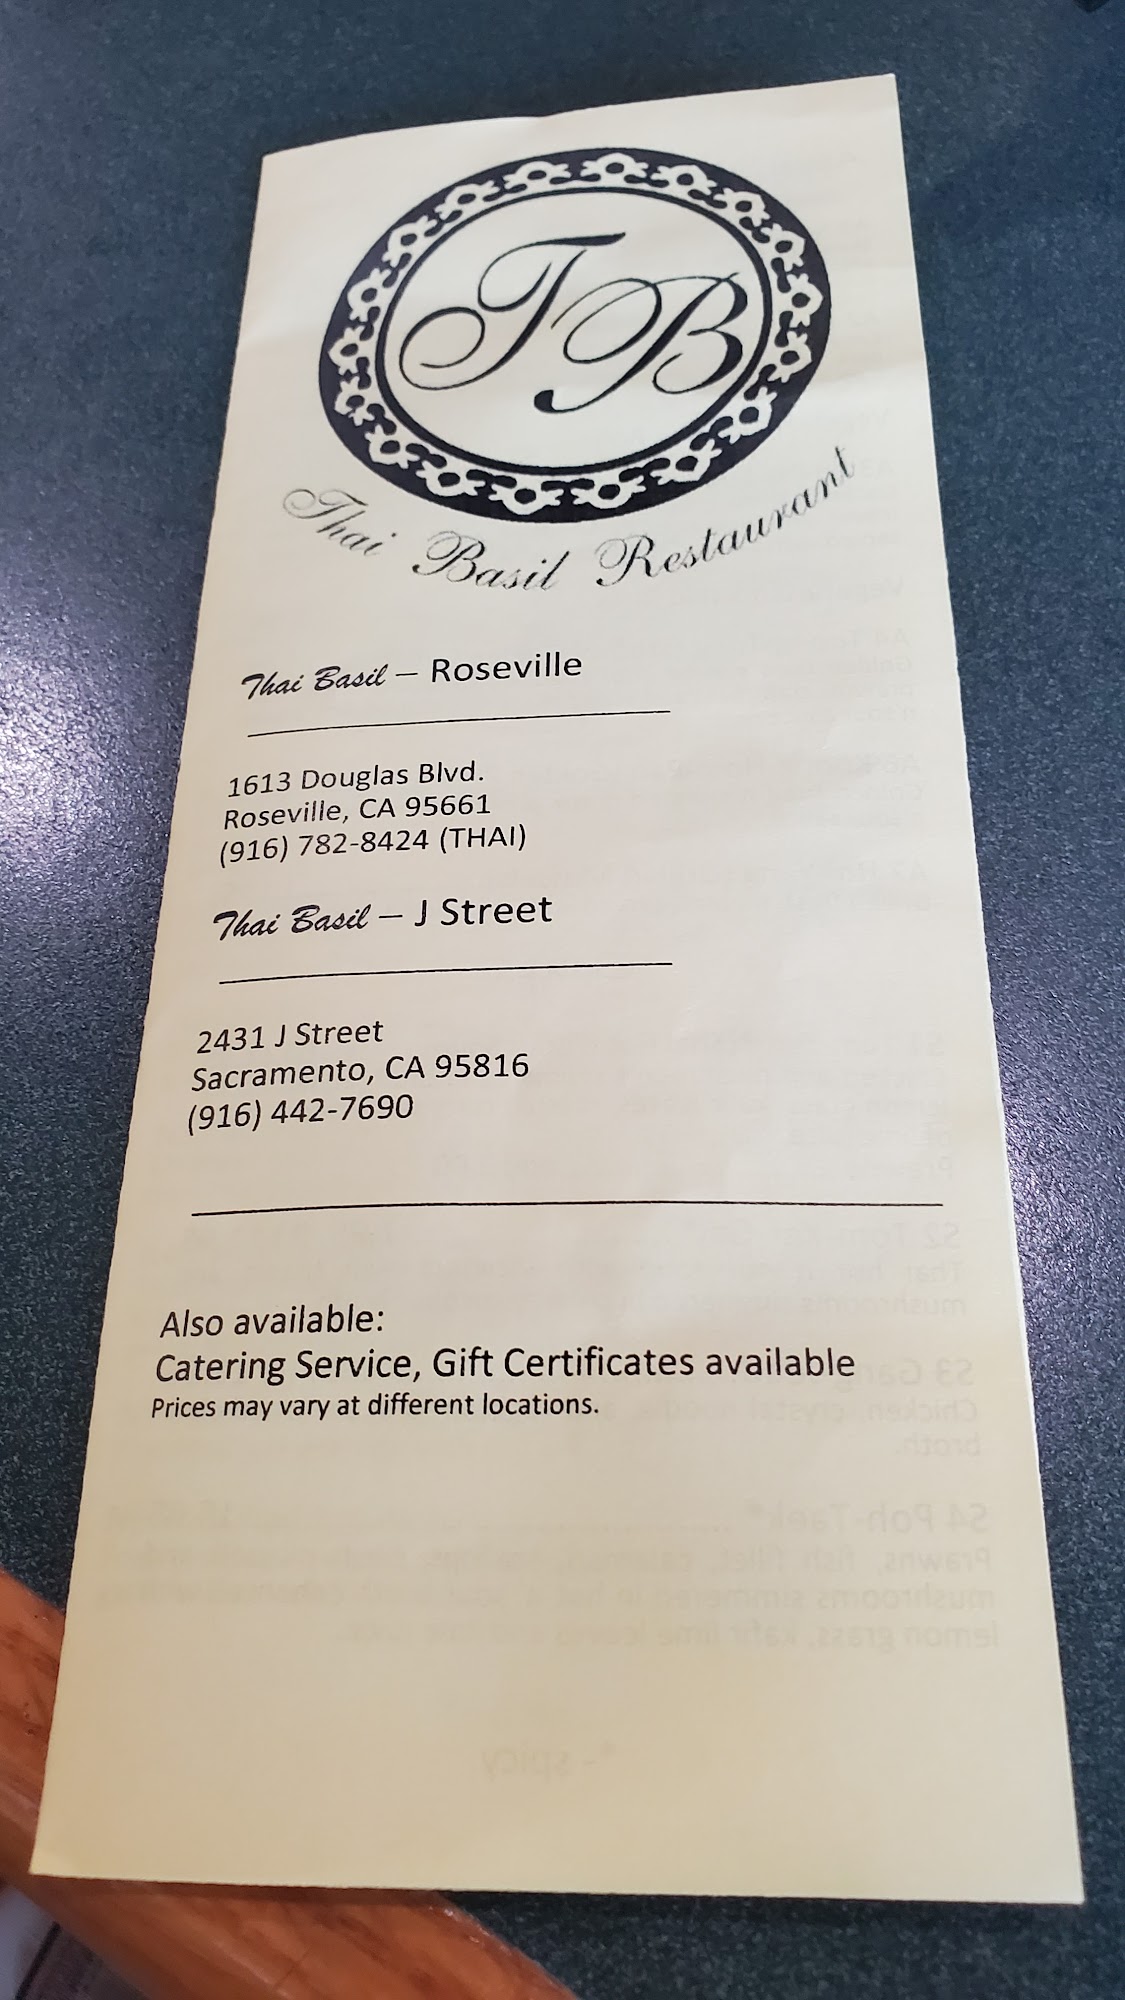 TB
Thai Basil Restaurant
Thai Basil – Roseville
1613 Douglas Blvd.
Roseville, CA 95661
(916) 782-8424 (THAI)
Thai Basil – J Street
2431 J Street
Sacramento, CA 95816
(916) 442-7690
Also available:
Catering Service, Gift Certificates available
Prices may vary at different locations.